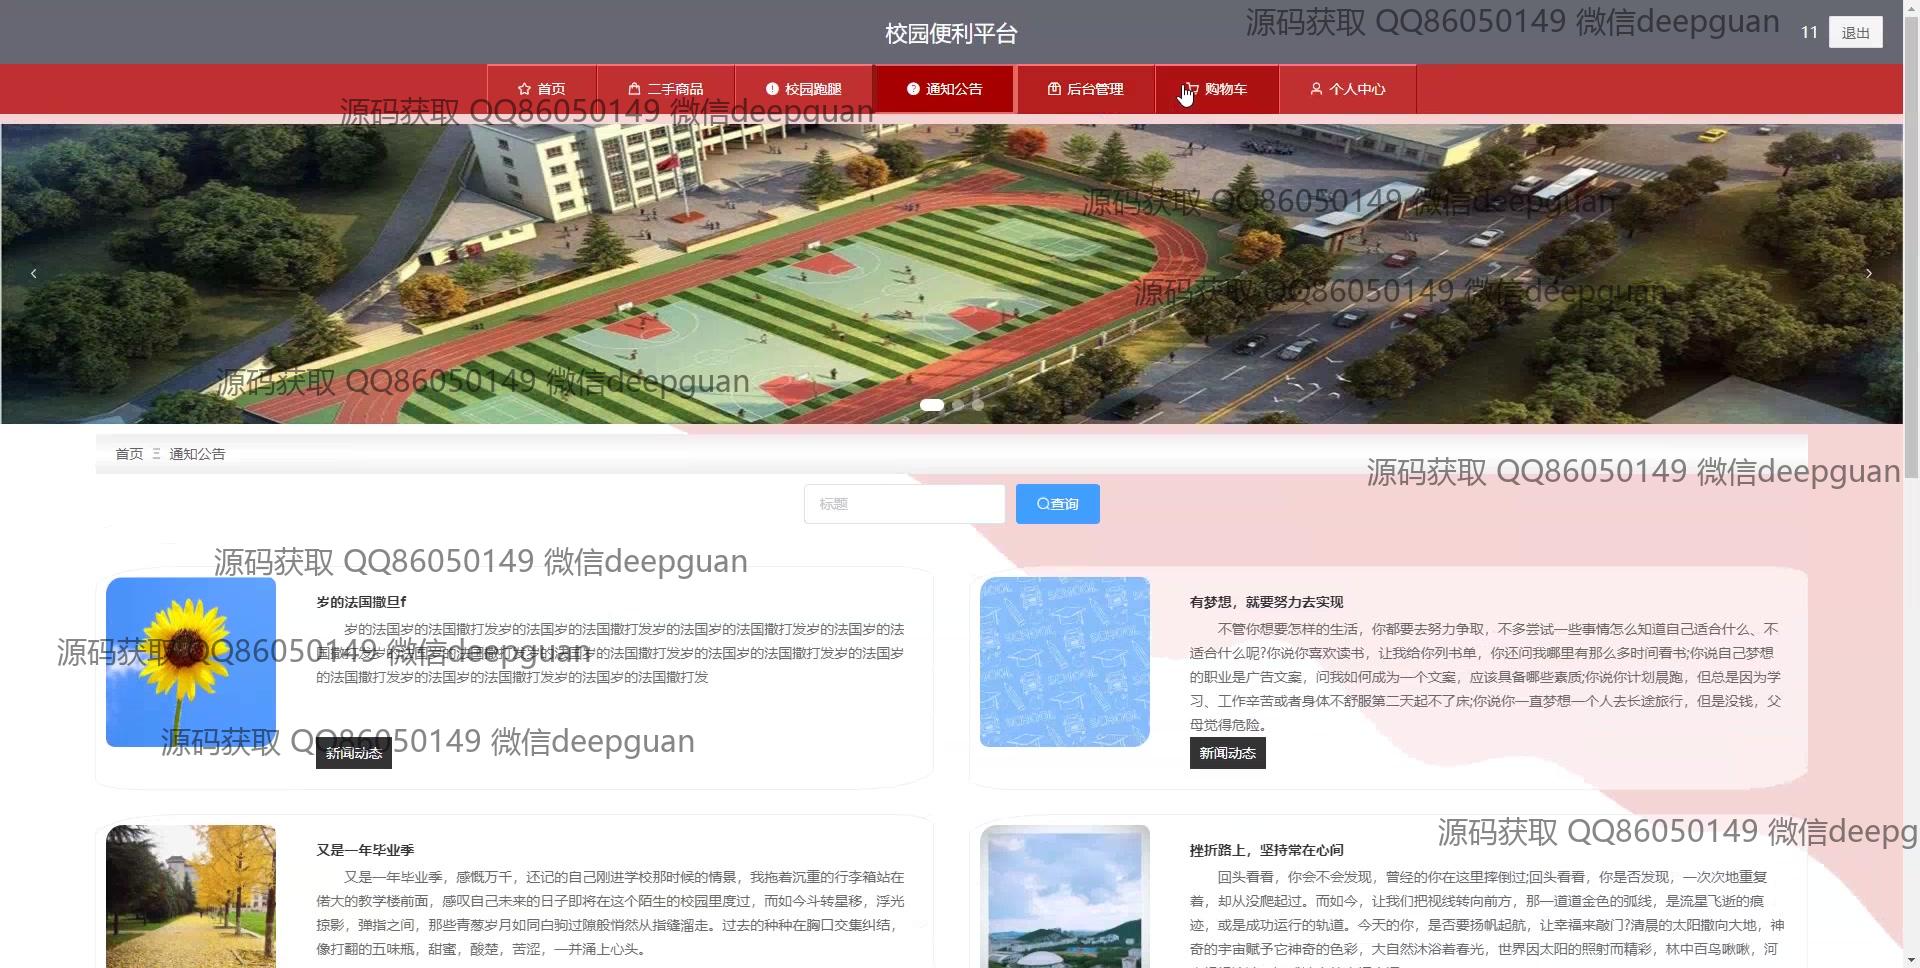 校园便利平台
源码获取 QQ86050149 微信deepguan
11
退出
首页
二手商品
校园跑腿
通知公告
后台管理
购物车
个人中心
源码获取 QQ86050149 微信deepguan
源码获取 QQ86050149 微信deepguan
源码获取 QQ86050149 微信deepguan
源码获取 QQ86050149 微信deepguan
首页
通知公告
源码获取 QQ86050149 微信deepguan
标题
查询
源码获取 QQ86050149 微信deepguan
岁的法国撒旦f
岁的法国岁的法国撒打发岁的法国岁的法国撒打发岁的法国岁的法国撒打发岁的法国岁的法
国撒打发岁的法国岁的法国撒打发岁的法国岁的法国撒打发岁的法国岁的法国撒打发岁的法国岁
的法国撒打发岁的法国岁的法国撒打发岁的法国岁的法国撒打发
源码获取 QQ86050149 微信deepguan
源码获取 QQ86050149 微信deepguan
新闻动态
有梦想，就要努力去实现
不管你想要怎样的生活，你都要去努力争取，不多尝试一些事情怎么知道自己适合什么、不
适合什么呢?你说你喜欢读书，让我给你列书单，你还问我哪里有那么多时间看书;你说自己梦想
的职业是广告文案，问我如何成为一个文案，应该具备哪些素质;你说你计划晨跑，但总是因为学
习、工作辛苦或者身体不舒服第二天起不了床;你说你一直梦想一个人去长途旅行，但是没钱，父
母觉得危险。
新闻动态
又是一年毕业季
又是一年毕业季，感慨万千，还记的自己刚进学校那时候的情景，我拖着沉重的行李箱站在
偌大的教学楼前面，感叹自己未来的日子即将在这个陌生的校园里度过，而如今斗转星移，浮光
掠影，弹指之间，那些青葱岁月如同白驹过隙般悄然从指缝溜走。过去的种种在胸口交集纠结，
像打翻的五味瓶，甜蜜，酸楚，苦涩，一并涌上心头。
挫折路上，坚持常在心间
源码获取 QQ86050149 微信deepg
回头看看，你会不会发现，曾经的你在这里摔倒过;回头看看，你是否发现，一次次地重复
着，却从没爬起过。而如今，让我们把视线转向前方，那一道道金色的弧线，是流星飞逝的痕
迹，或是成功运行的轨道。今天的你，是否要扬帆起航，让幸福来敲门?清晨的太阳撒向大地，神
奇的宇宙赋予它神奇的色彩，大自然沐浴着春光，世界因太阳的照射而精彩，林中百鸟啾啾，河